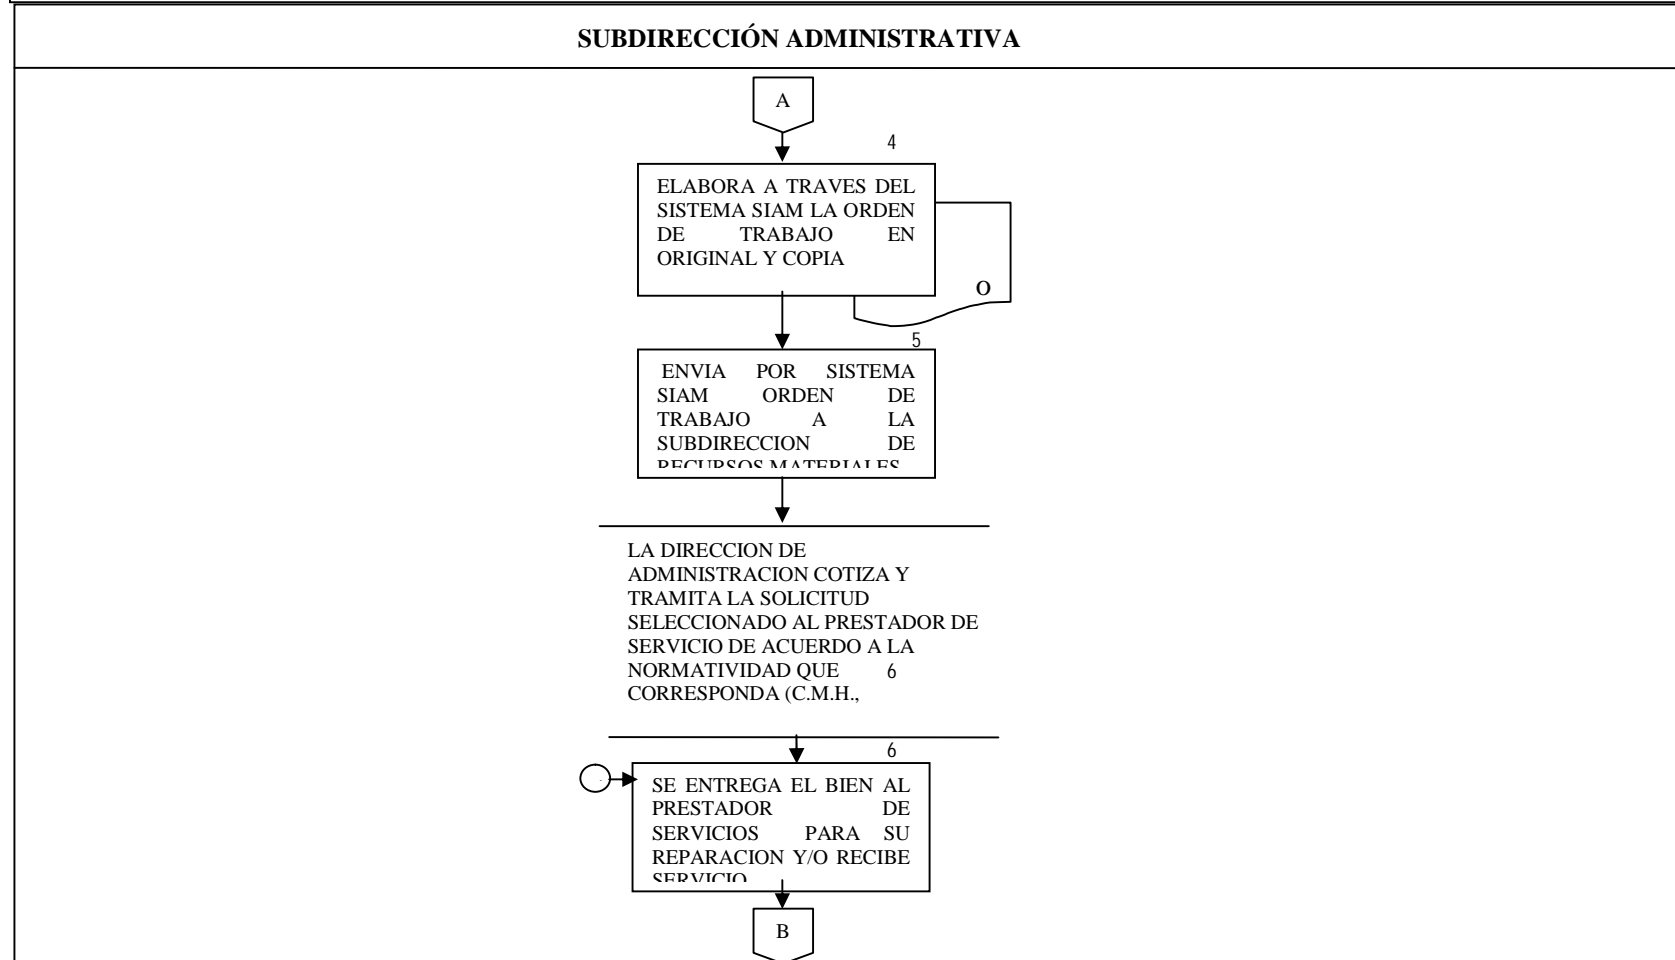 SUBDIRECCIÓN ADMINISTRATIVA
A
4
ELABORA A TRAVES DEL
SISTEMA SIAM LA ORDEN
DE TRABAJO EN
ORIGINAL Y COPIA
O
5
ENVIA POR SISTEMA
SIAM ORDEN DE
TRABAJO A LA
SUBDIRECCION DE
RECURSOS MATERIALES
LA DIRECCION DE
ADMINISTRACION COTIZA Y
TRAMITA LA SOLICITUD
SELECCIONADO AL PRESTADOR DE
SERVICIO DE ACUERDO A LA
NORMATIVIDAD QUE 6
CORRESPONDA (C.M.H.,
6
SE ENTREGA EL BIEN AL
PRESTADOR DE
SERVICIOS PARA SU
REPARACION Y/O RECIBE
SERVICIO
B